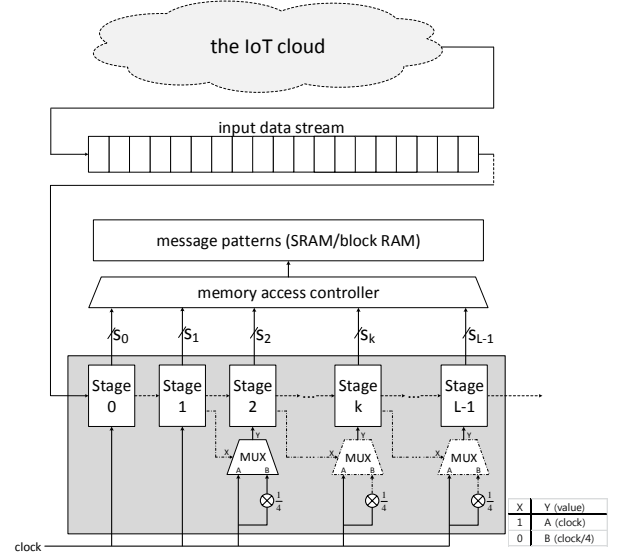 the IoT cloud
input data stream
message patterns (SRAM/block RAM)
memory access controller
S0 S1 S2 Sk SL-1
Stage 0 Stage 1 Stage 2 ... Stage k ... Stage L-1
Y Y Y
X MUX X MUX X MUX
A B A B A B
1/4 1/4 1/4
X Y (value)
1 A (clock)
0 B (clock/4)
clock